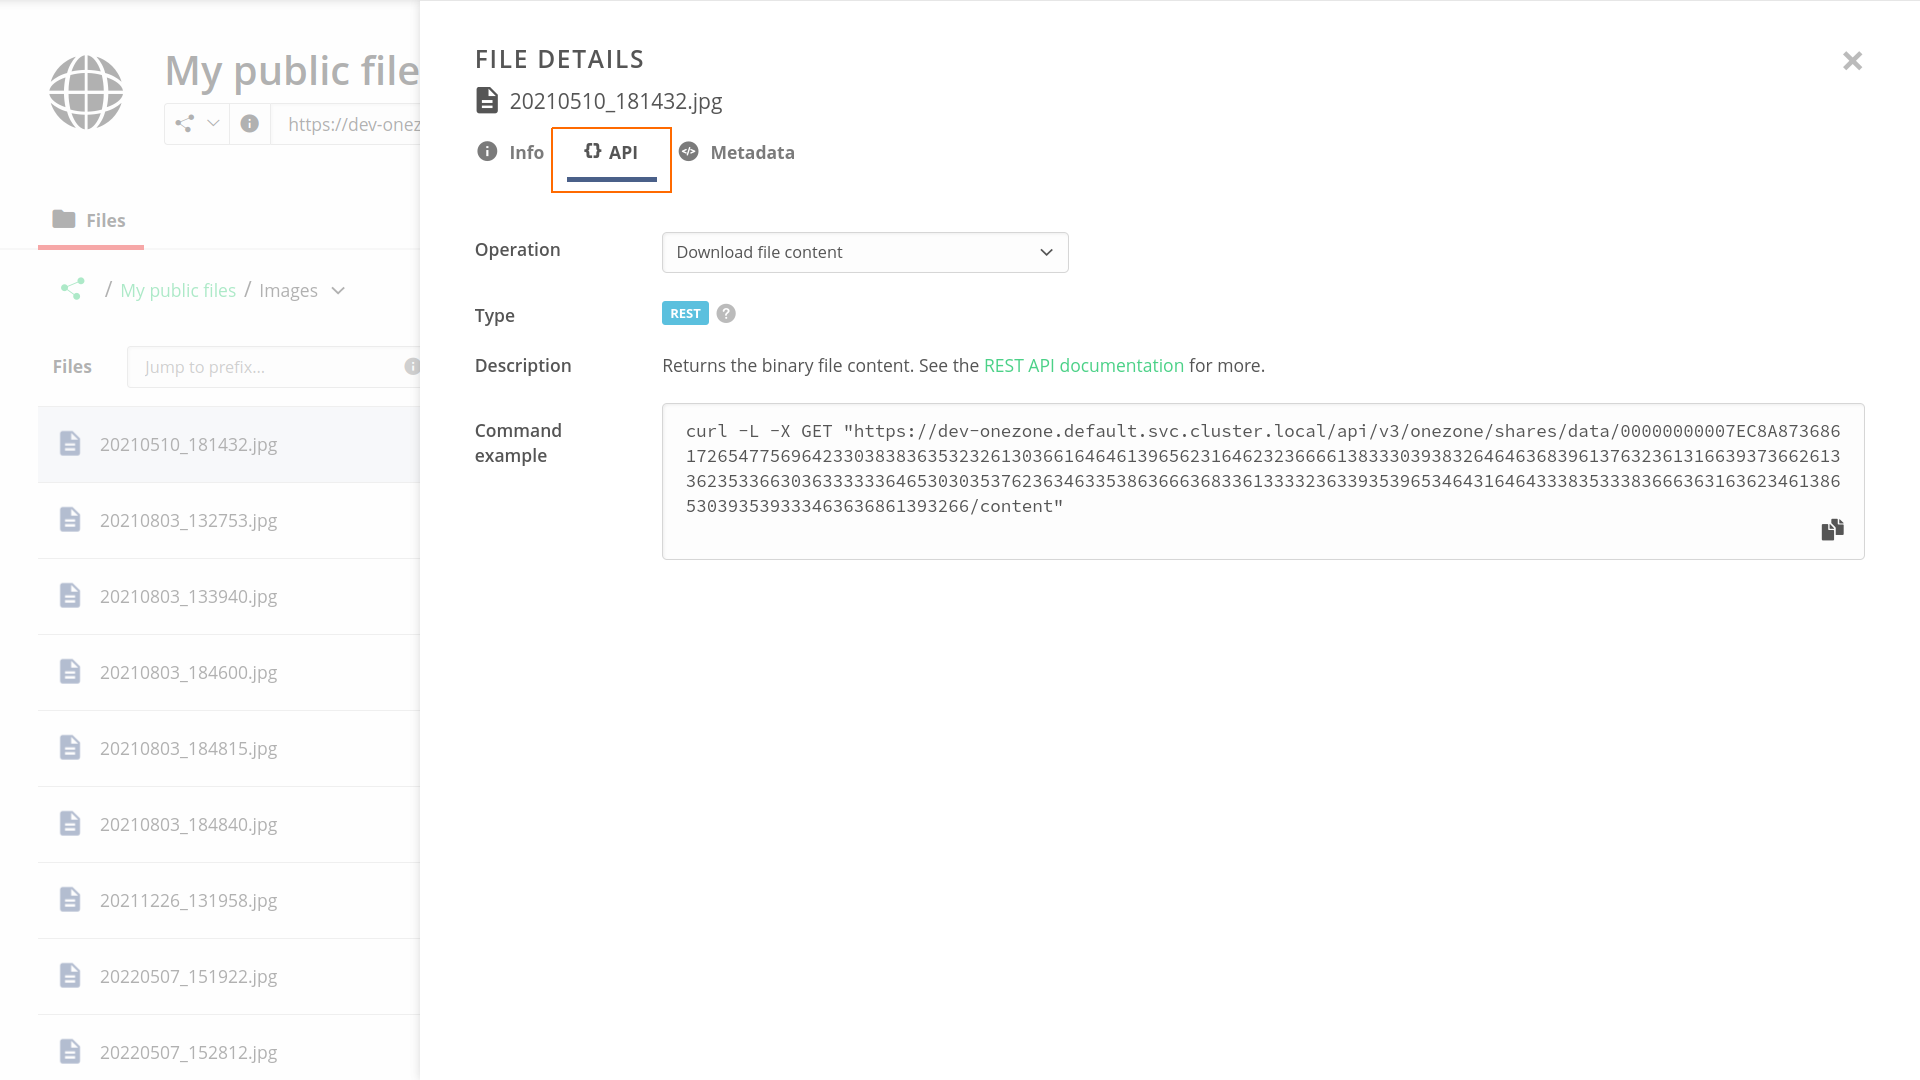 My public file
https://dev-onez
Files
/ My public files / Images
Files
Jump to prefix...
20210510_181432.jpg
20210803_132753.jpg
20210803_133940.jpg
20210803_184600.jpg
20210803_184815.jpg
20210803_184840.jpg
20211226_131958.jpg
20220507_151922.jpg
20220507_152812.jpg
FILE DETAILS
20210510_181432.jpg
Info
{} API
Metadata
Operation
Download file content
Type
REST ?
Description
Returns the binary file content. See the REST API documentation for more.
Command
example
curl -L -X GET "https://dev-onezone.default.svc.cluster.local/api/v3/onezone/shares/data/00000000007EC8A873686
17265477569642330383836353232613036616464613965623164623236666138333039383264646368396137632361316639373662613
3623533663036333333646530303537623634633538636663683361333323633935396534643164643338353338366636316362346138​6
530393539333463636861393266/content"